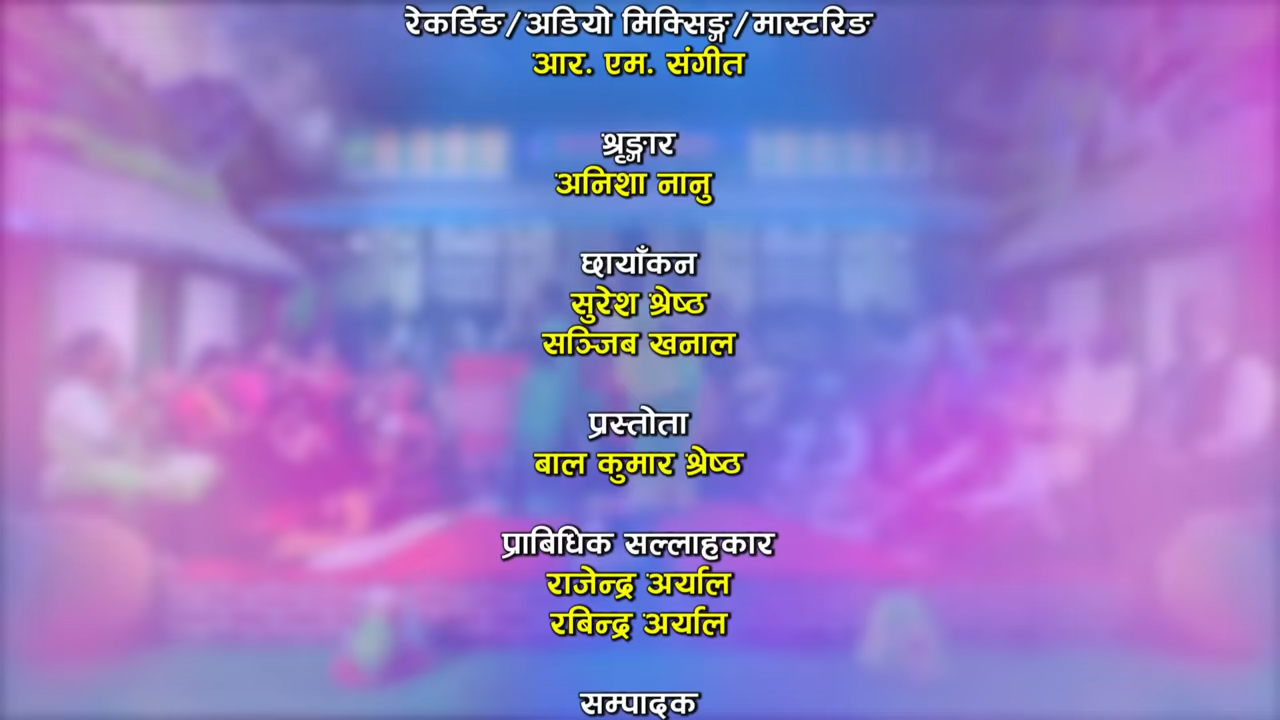 रेकर्डिङ/अडियो मिक्सिङ्ग/मास्टरिङ
आर. एम. संगीत
श्रृङ्गार
अनिशा नानु
छायाँकन
सुरेश श्रेष्ठ
सञ्जिब खनाल
प्रस्तोता
बाल कुमार श्रेष्ठ
प्राबिधिक सल्लाहकार
राजेन्द्र अर्याल
रबिन्द्र अर्याल
सम्पादक